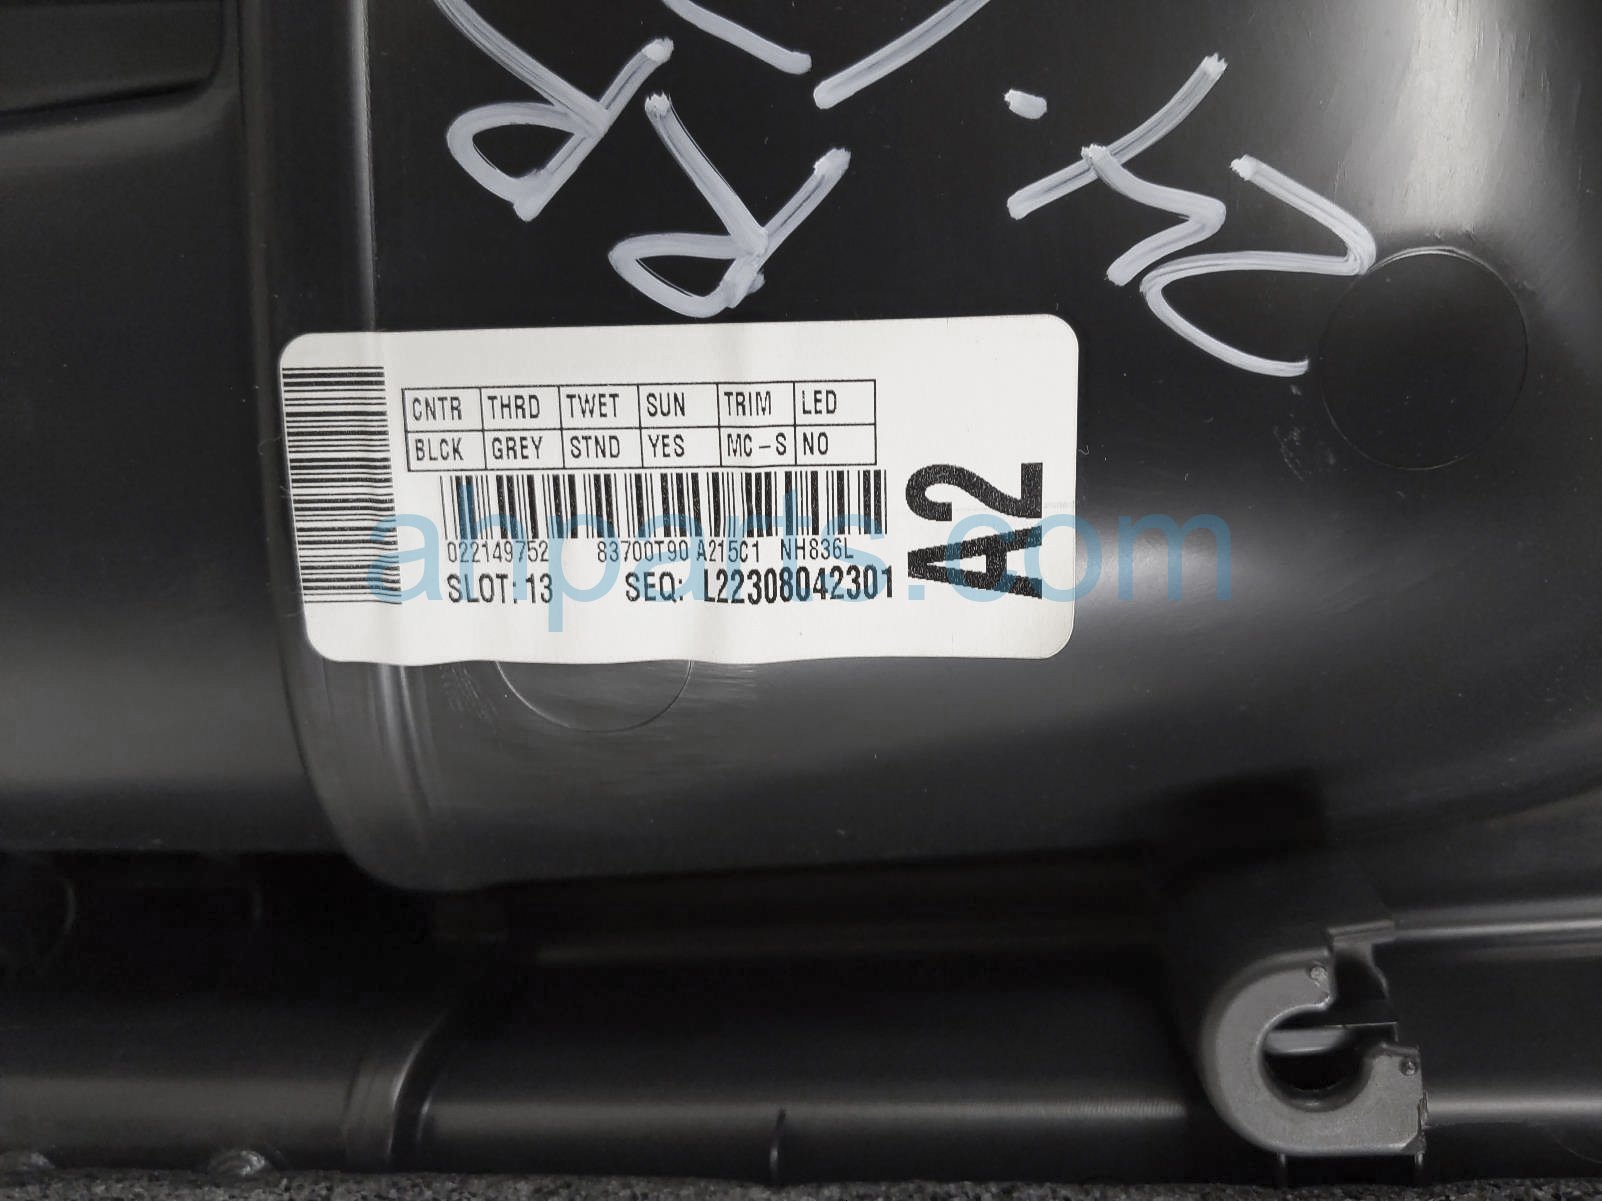 CNTR THRD TWET SUN TRIM LED
BLCK GREY STND YES MC-S NO
022149752 83700T90 A215C1 NH836L
SLOT:13 SEQ: L22308042301
A2
ahparts.com